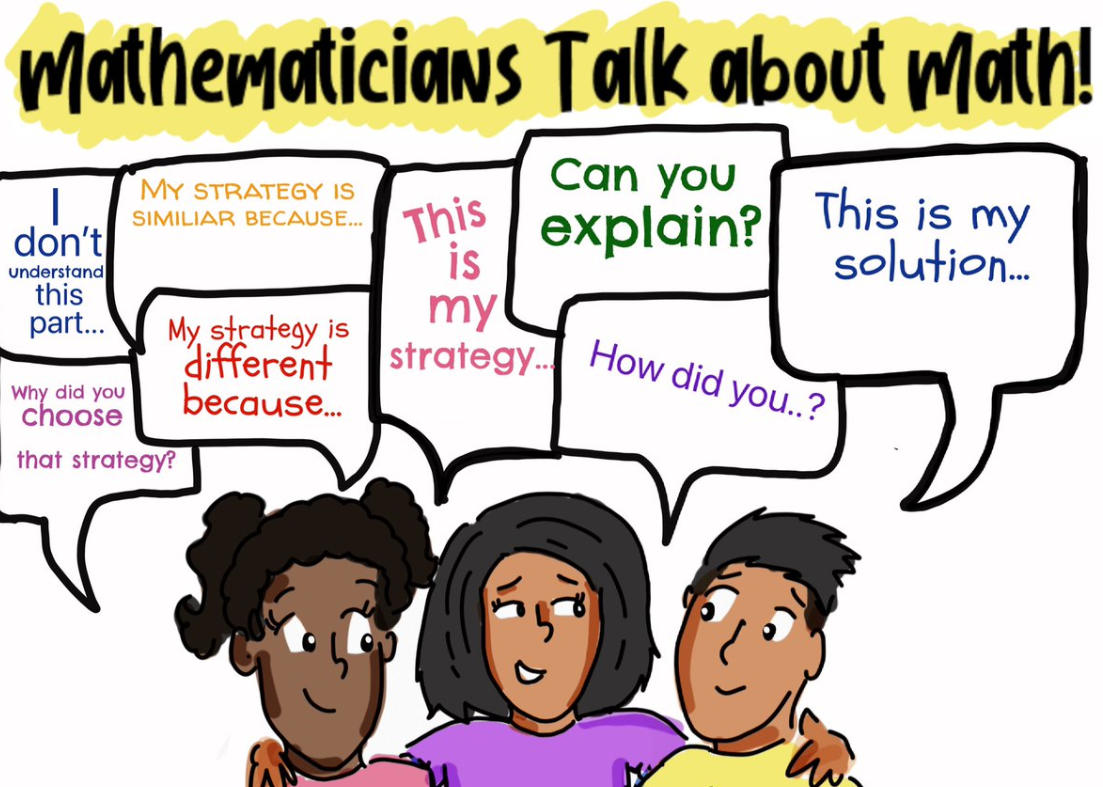 Mathematicians Talk about Math!
I
don't
understand
this
part...
MY STRATEGY IS
SIMILIAR BECAUSE...
My strategy is
different
because...
Why did you
choose
that strategy?
This
is
my
strategy...
Can you
explain?
How did you..?
This is my
solution...